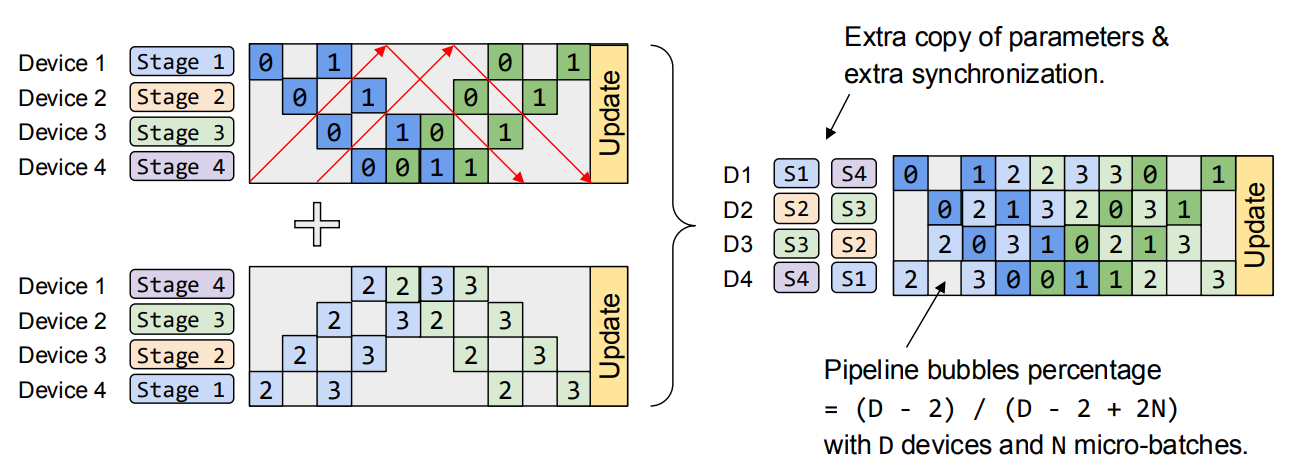 Extra copy of parameters &
extra synchronization.
Device 1 Stage 1 0 1 0 1
Device 2 Stage 2 0 1 0 1
Device 3 Stage 3 0 1 0 1
Device 4 Stage 4 0 0 1 1
Update
Device 1 Stage 4 2 2 3 3
Device 2 Stage 3 2 3 2 3
Device 3 Stage 2 2 3 2 3
Device 4 Stage 1 2 3 2 3
Update
D1 S1 S4 0 1 2 2 3 3 0 1
D2 S2 S3 0 2 1 3 2 0 3 1
D3 S3 S2 2 0 3 1 0 2 1 3
D4 S4 S1 2 3 0 0 1 1 2 3
Update
Pipeline bubbles percentage
= (D - 2) / (D - 2 + 2N)
with D devices and N micro-batches.